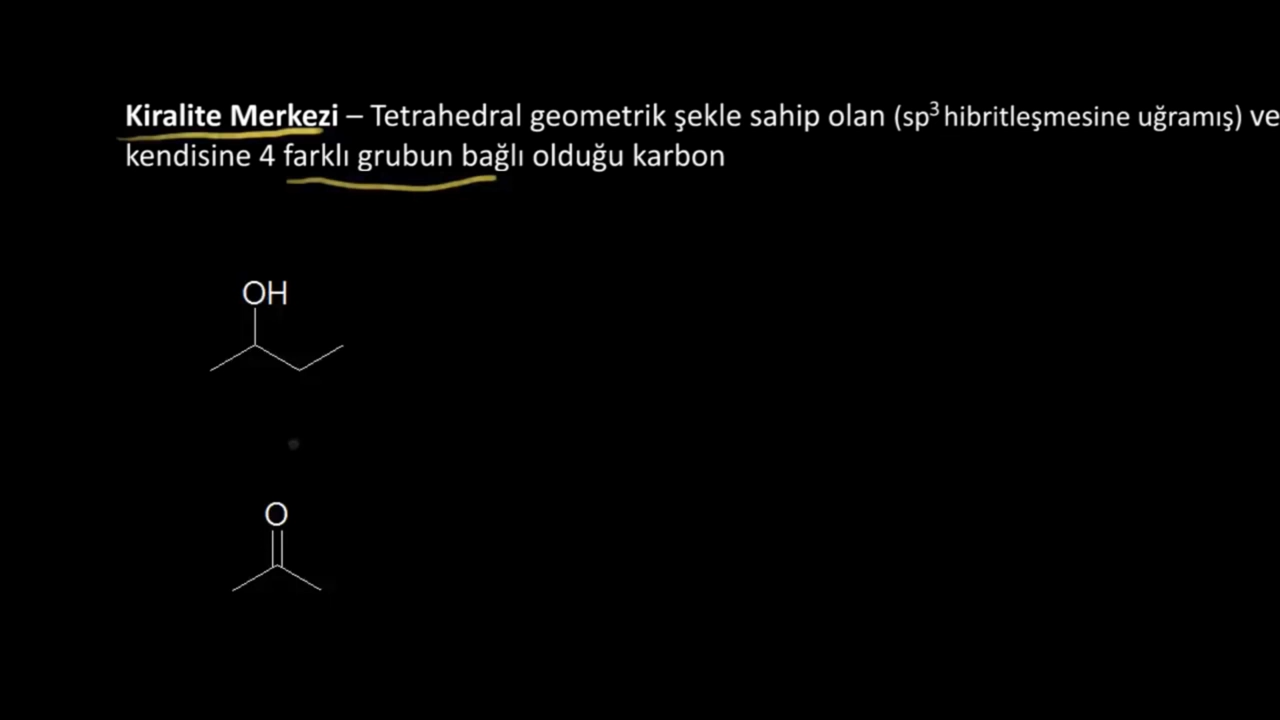 Kiralite Merkezi – Tetrahedral geometrik şekle sahip olan (sp³ hibritleşmesine uğramış) ve
kendisine 4 farklı grubun bağlı olduğu karbon
OH
O